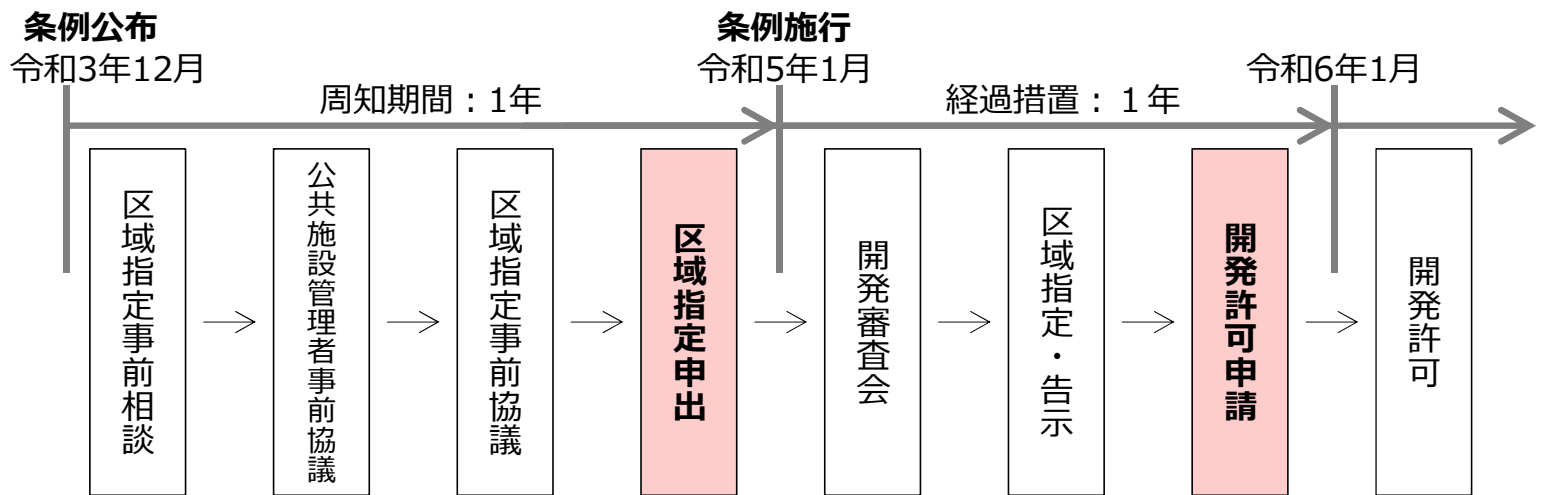 条例公布
令和3年12月
条例施行
令和5年1月
令和6年1月
周知期間：1年
経過措置：１年
区域指定事前相談
公共施設管理者事前協議
区域指定事前協議
区域指定申出
開発審査会
区域指定・告示
開発許可申請
開発許可